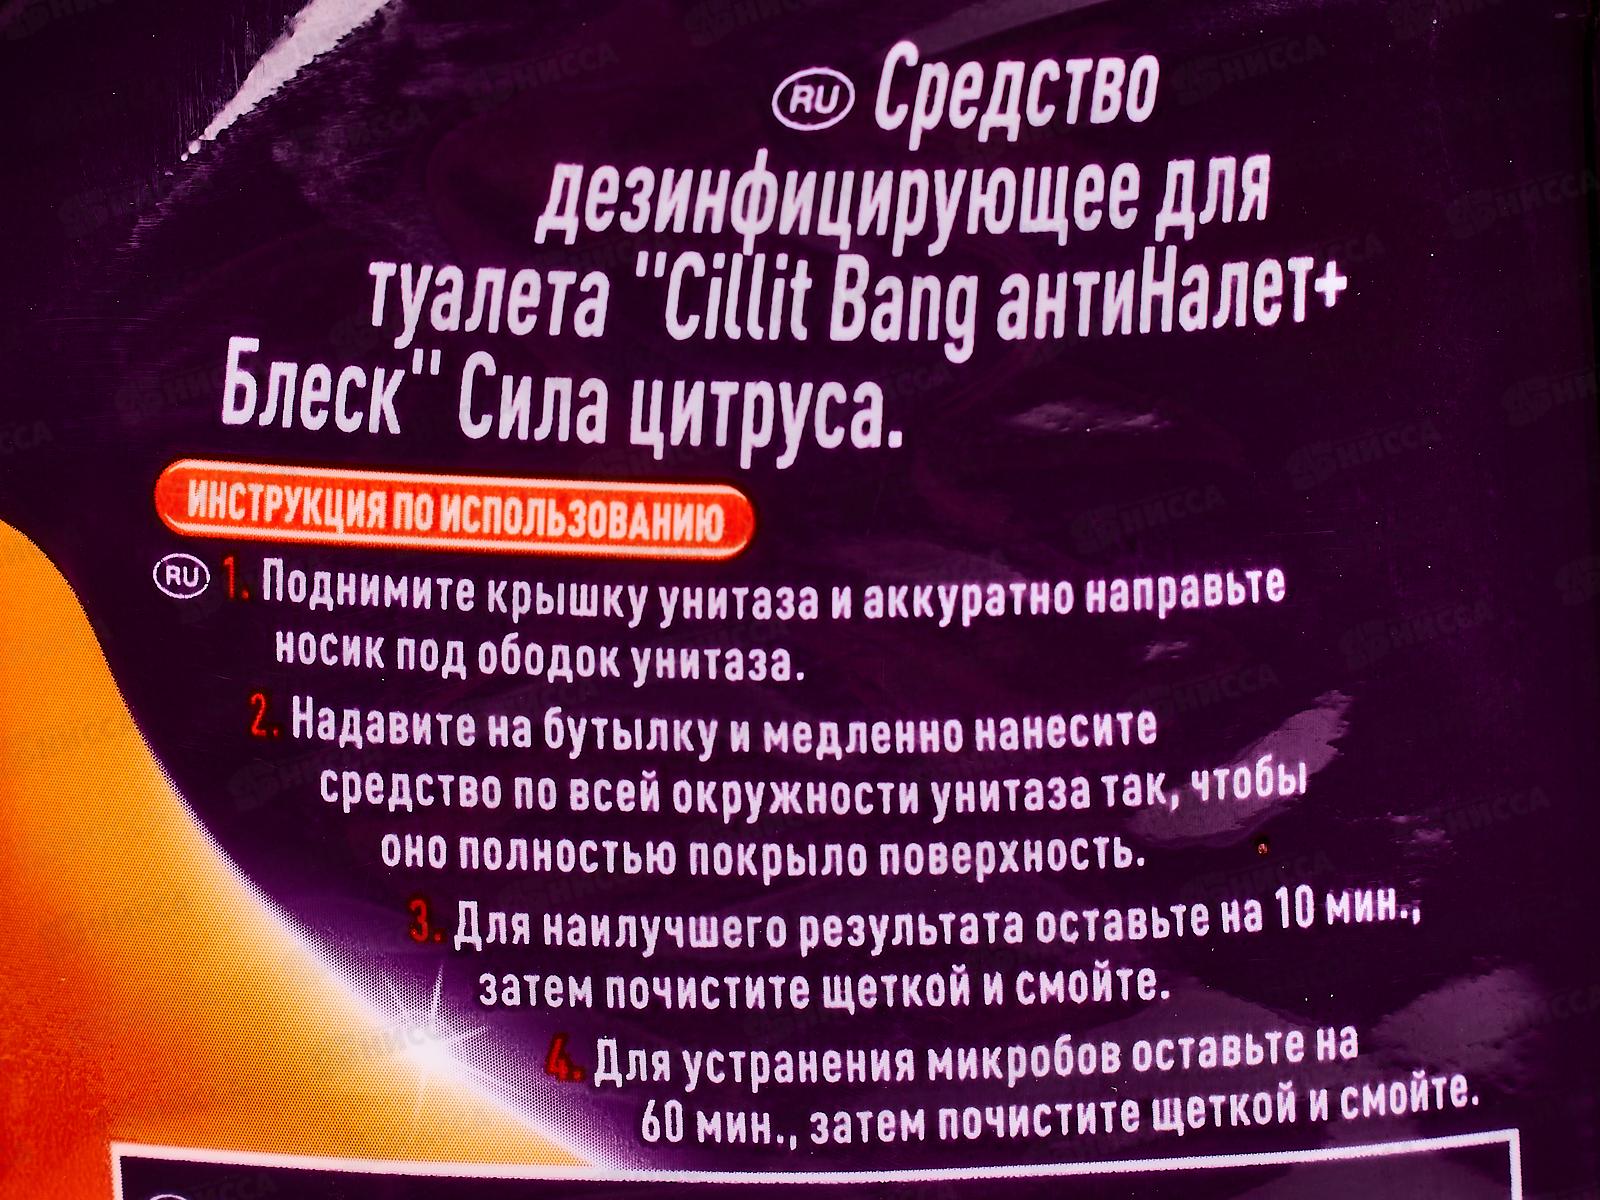 RU Средство
дезинфицирующее для
туалета "Cillit Bang антиНалет+
Блеск" Сила цитруса.
ИНСТРУКЦИЯ ПО ИСПОЛЬЗОВАНИЮ
RU 1. Поднимите крышку унитаза и аккуратно направьте
носик под ободок унитаза.
2. Надавите на бутылку и медленно нанесите
средство по всей окружности унитаза так, чтобы
оно полностью покрыло поверхность.
3. Для наилучшего результата оставьте на 10 мин.,
затем почистите щеткой и смойте.
4. Для устранения микробов оставьте на
60 мин., затем почистите щеткой и смойте.